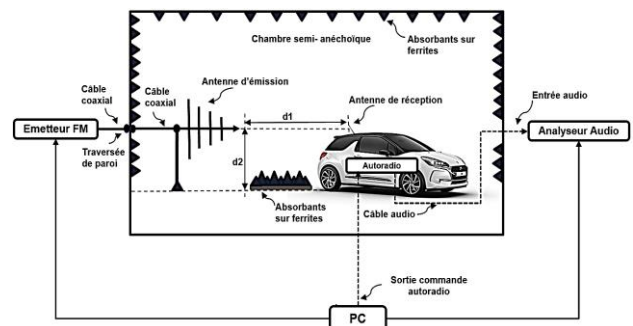 Chambre semi- anéchoïque
Absorbants sur
ferrites
Antenne d'émission
Câble
coaxial
Câble
coaxial
Entrée audio
d1
Antenne de réception
Emetteur FM
Analyseur Audio
Traversée
de paroi
d2
Autoradio
Absorbants
sur ferrites
Câble audio
Sortie commande
autoradio
PC